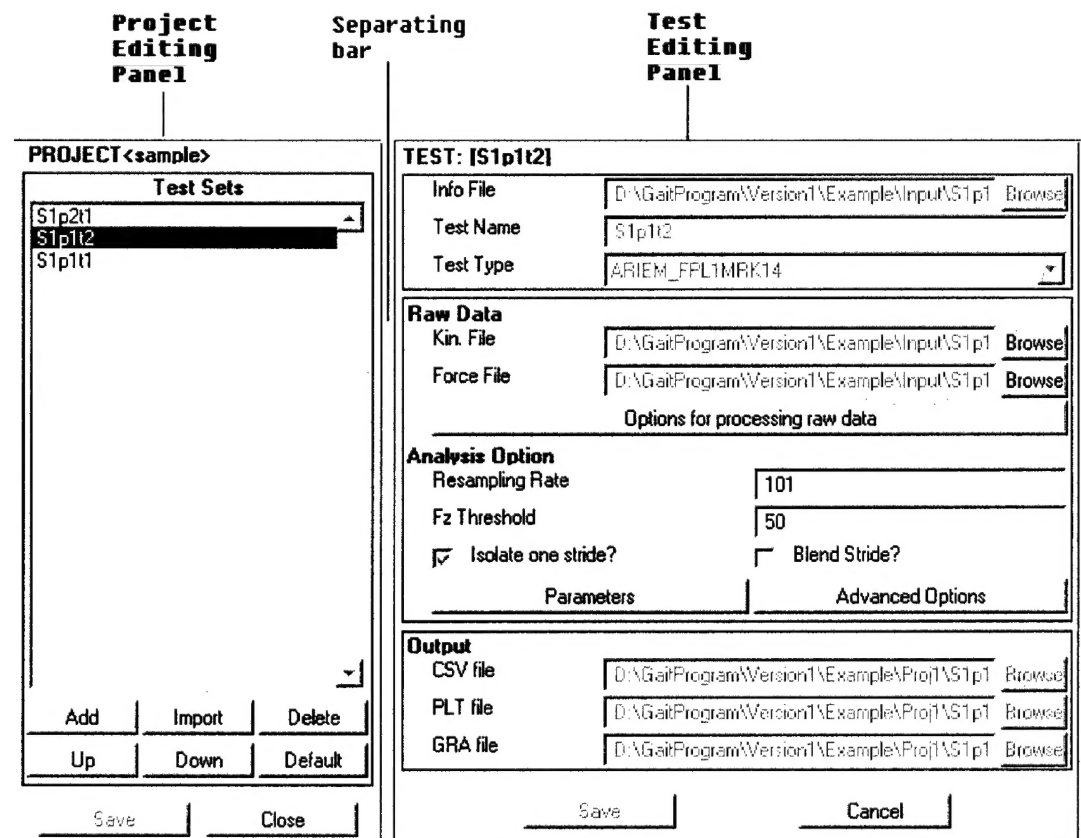 Project Editing Panel
Separating bar
Test Editing Panel
PROJECT<sample>
Test Sets
S1p2t1
S1p1t2
S1p1t1
Add Import Delete
Up Down Default
Save Close
TEST: [S1p1t2]
Info File D:\GaitProgram\Version1\Example\Input\S1p1 Browse
Test Name S1p1t2
Test Type ARIEM_FPL1MRK14
Raw Data
Kin. File D:\GaitProgram\Version1\Example\Input\S1p1 Browse
Force File D:\GaitProgram\Version1\Example\Input\S1p1 Browse
Options for processing raw data
Analysis Option
Resampling Rate 101
Fz Threshold 50
Isolate one stride? Blend Stride?
Parameters Advanced Options
Output
CSV file D:\GaitProgram\Version1\Example\Proj1\S1p1 Browse
PLT file D:\GaitProgram\Version1\Example\Proj1\S1p1 Browse
GRA file D:\GaitProgram\Version1\Example\Proj1\S1p1 Browse
Save Cancel